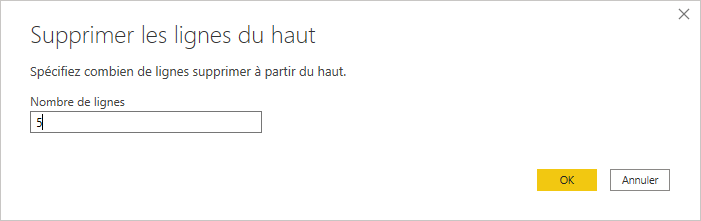 Supprimer les lignes du haut
Spécifiez combien de lignes supprimer à partir du haut.
Nombre de lignes
5
OK Annuler